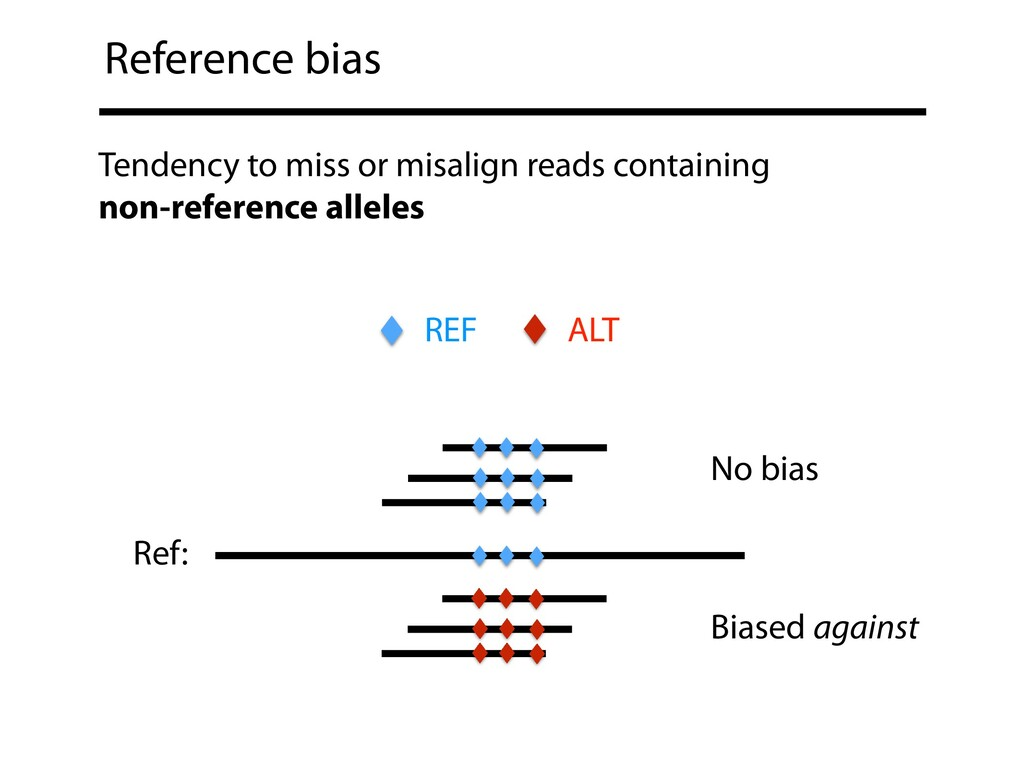 Reference bias
Tendency to miss or misalign reads containing
non-reference alleles
REF ALT
No bias
Ref:
Biased against